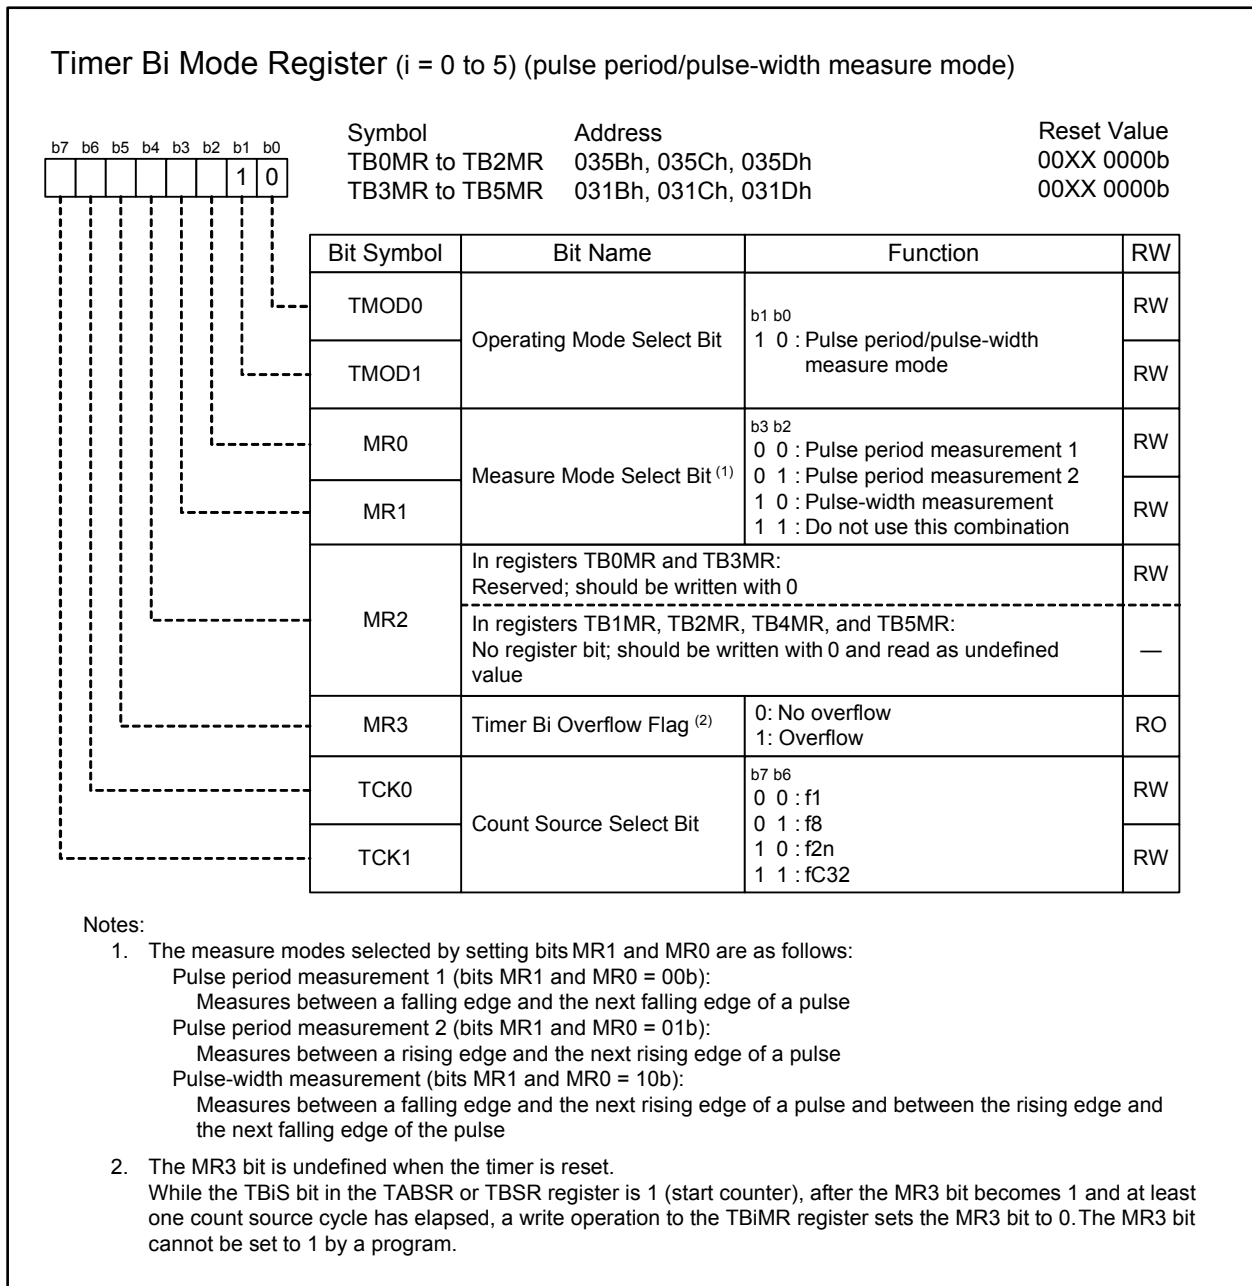 Timer Bi Mode Register (i = 0 to 5) (pulse period/pulse-width measure mode)
b7 b6 b5 b4 b3 b2 b1 b0
1 0
Symbol Address Reset Value
TB0MR to TB2MR 035Bh, 035Ch, 035Dh 00XX 0000b
TB3MR to TB5MR 031Bh, 031Ch, 031Dh 00XX 0000b
Bit Symbol Bit Name Function RW
TMOD0 RW
Operating Mode Select Bit
b1 b0
1 0 : Pulse period/pulse-width
measure mode
TMOD1 RW
MR0 RW
Measure Mode Select Bit (1)
b3 b2
0 0 : Pulse period measurement 1
0 1 : Pulse period measurement 2
1 0 : Pulse-width measurement
1 1 : Do not use this combination
MR1 RW
MR2
In registers TB0MR and TB3MR:
Reserved; should be written with 0
RW
In registers TB1MR, TB2MR, TB4MR, and TB5MR:
No register bit; should be written with 0 and read as undefined
value
—
MR3 Timer Bi Overflow Flag (2)
0: No overflow
1: Overflow
RO
TCK0 RW
Count Source Select Bit
b7 b6
0 0 : f1
0 1 : f8
1 0 : f2n
1 1 : fC32
TCK1 RW
Notes:
1. The measure modes selected by setting bits MR1 and MR0 are as follows:
Pulse period measurement 1 (bits MR1 and MR0 = 00b):
Measures between a falling edge and the next falling edge of a pulse
Pulse period measurement 2 (bits MR1 and MR0 = 01b):
Measures between a rising edge and the next rising edge of a pulse
Pulse-width measurement (bits MR1 and MR0 = 10b):
Measures between a falling edge and the next rising edge of a pulse and between the rising edge and
the next falling edge of the pulse
2. The MR3 bit is undefined when the timer is reset.
While the TBiS bit in the TABSR or TBSR register is 1 (start counter), after the MR3 bit becomes 1 and at least
one count source cycle has elapsed, a write operation to the TBiMR register sets the MR3 bit to 0. The MR3 bit
cannot be set to 1 by a program.